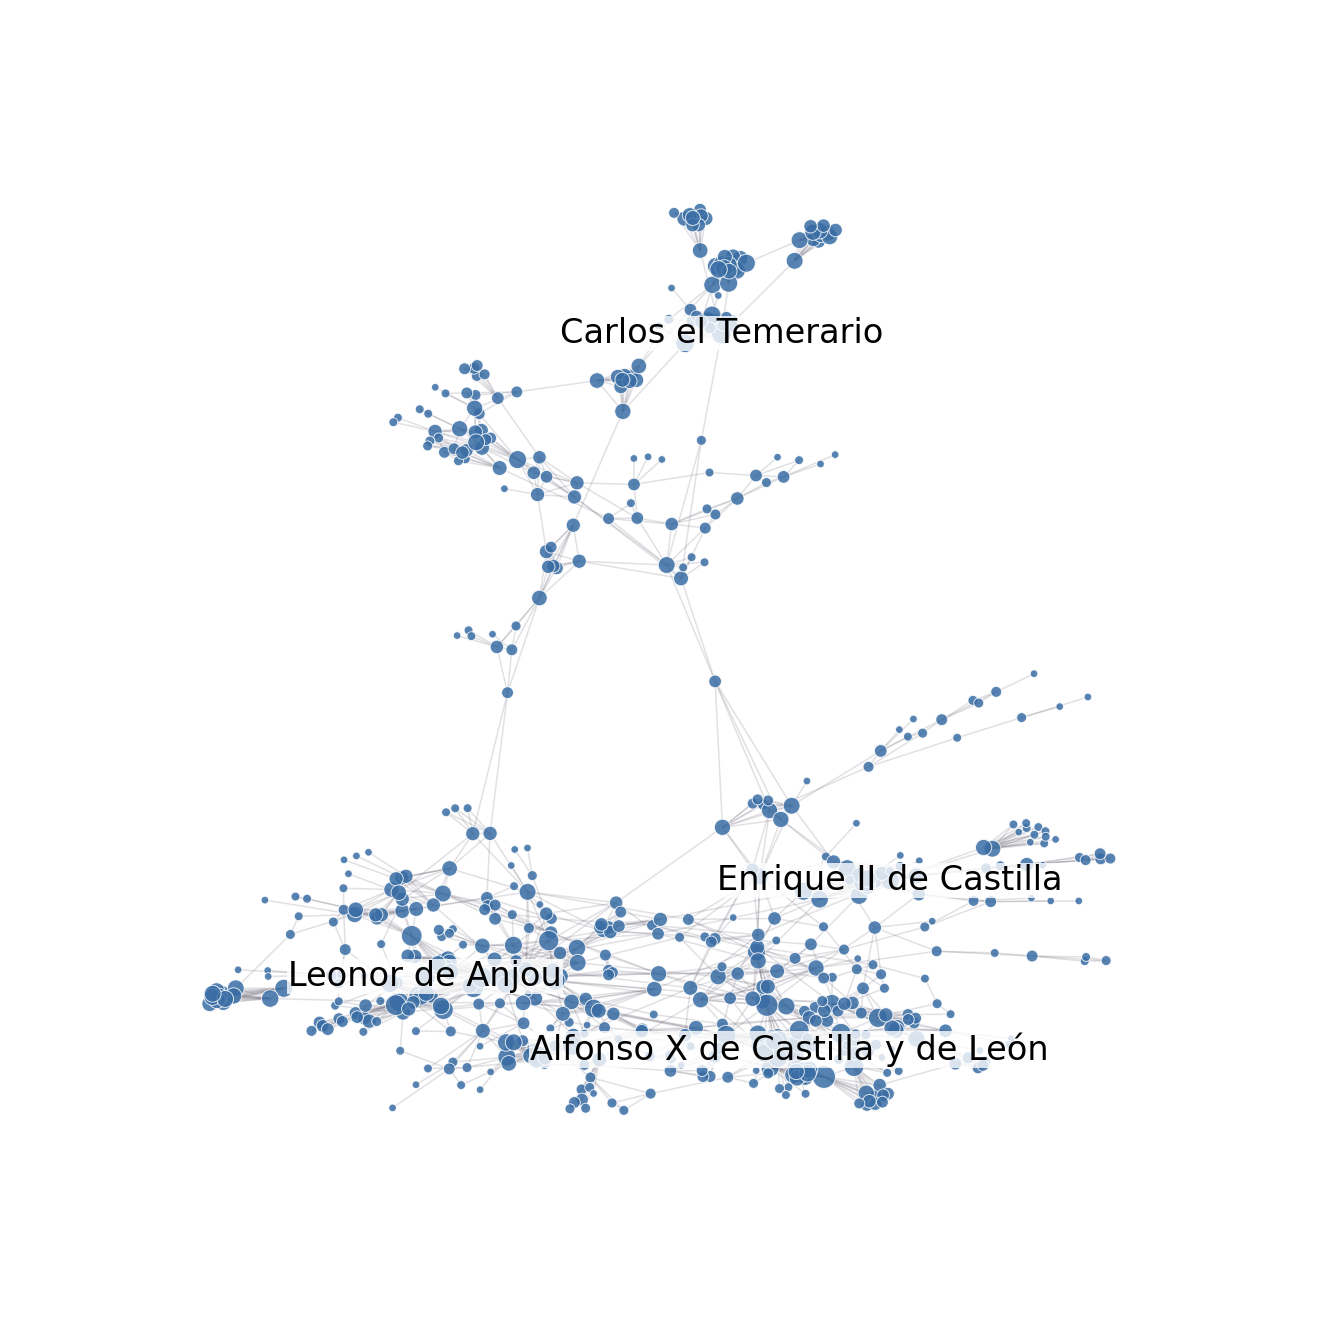 Carlos el Temerario
Enrique II de Castilla
Leonor de Anjou
Alfonso X de Castilla y de León